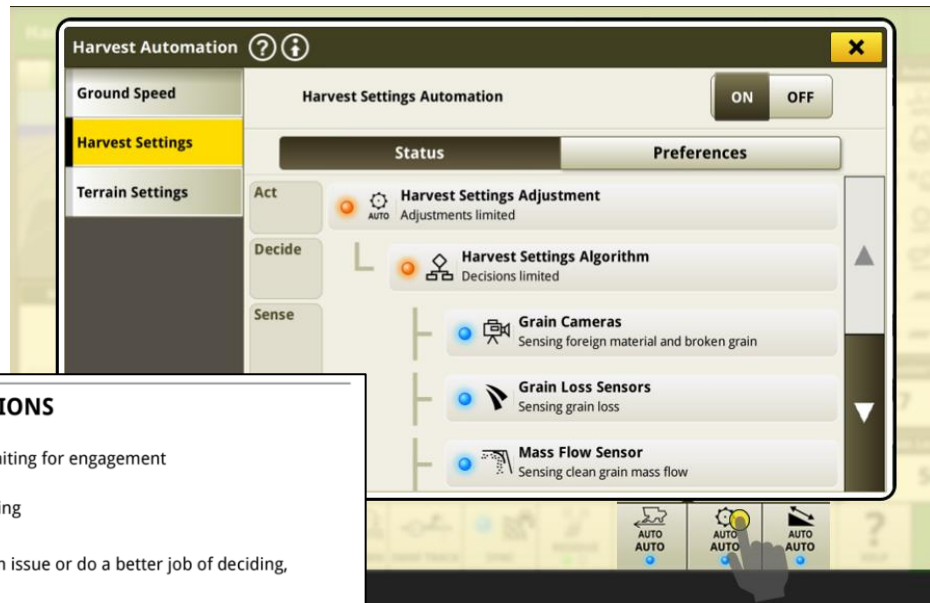 Harvest Automation
Ground Speed
Harvest Settings
Terrain Settings
Harvest Settings Automation
ON OFF
Status Preferences
Act
Harvest Settings Adjustment
AUTO Adjustments limited
Decide
Harvest Settings Algorithm
Decisions limited
Sense
Grain Cameras
Sensing foreign material and broken grain
Grain Loss Sensors
Sensing grain loss
Mass Flow Sensor
Sensing clean grain mass flow
IONS
iting for engagement
ing
n issue or do a better job of deciding,
AUTO AUTO AUTO
AUTO AUTO AUTO